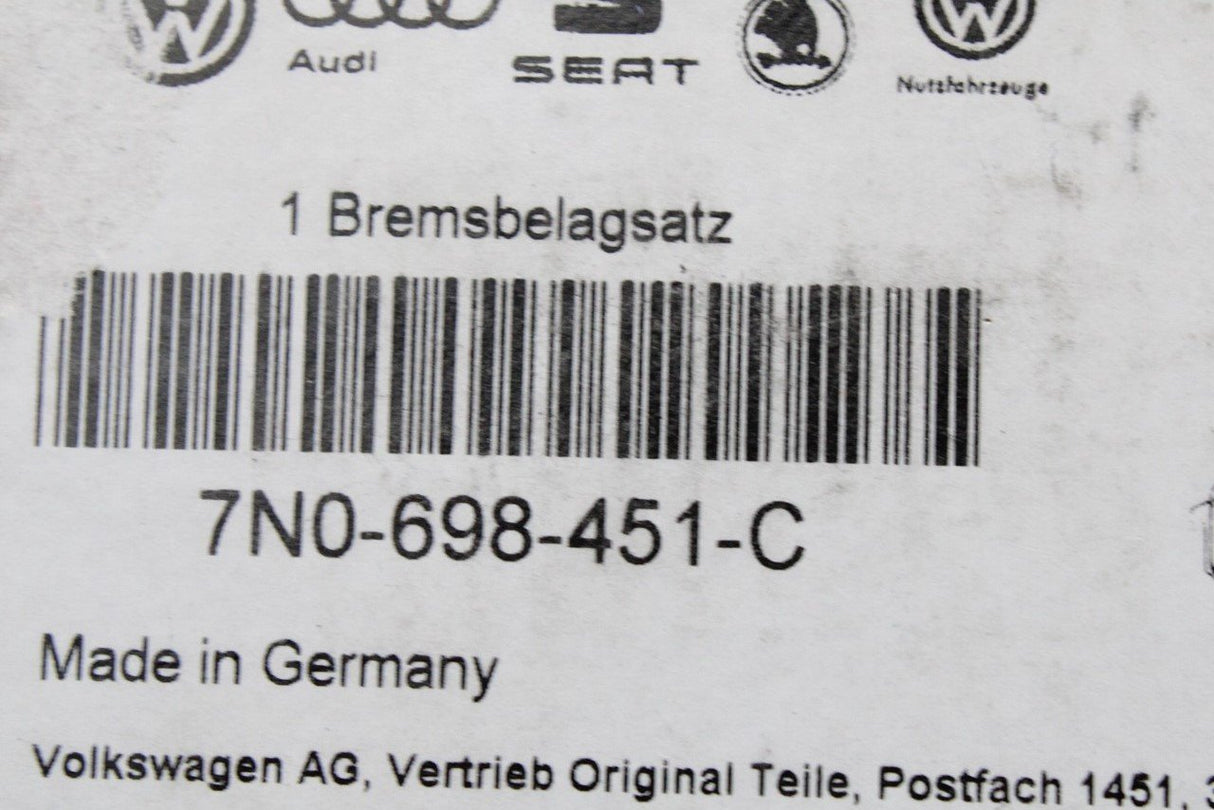 Audi
SEAT
Nutzfahrzeuge
1 Bremsbelagsatz
7N0-698-451-C
Made in Germany
Volkswagen AG, Vertrieb Original Teile, Postfach 1451,